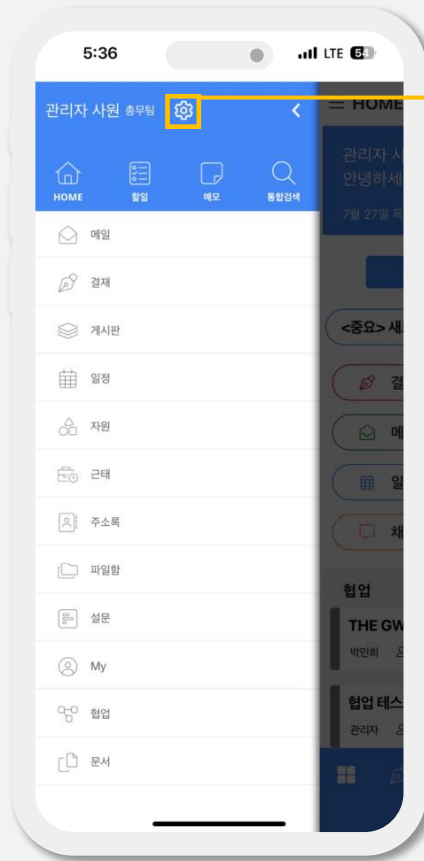 5:36 LTE 54
관리자 사원 총무팀
HOME 할일 메모 통합검색
메일
결재
게시판
일정
자원
근태
주소록
파일함
설문
My
협업
문서
HOME
관리자
안녕하세
7월 27일 목
<중요> 새
결
메
일
채
협업
THE GW
박민희
협업 테스
관리자